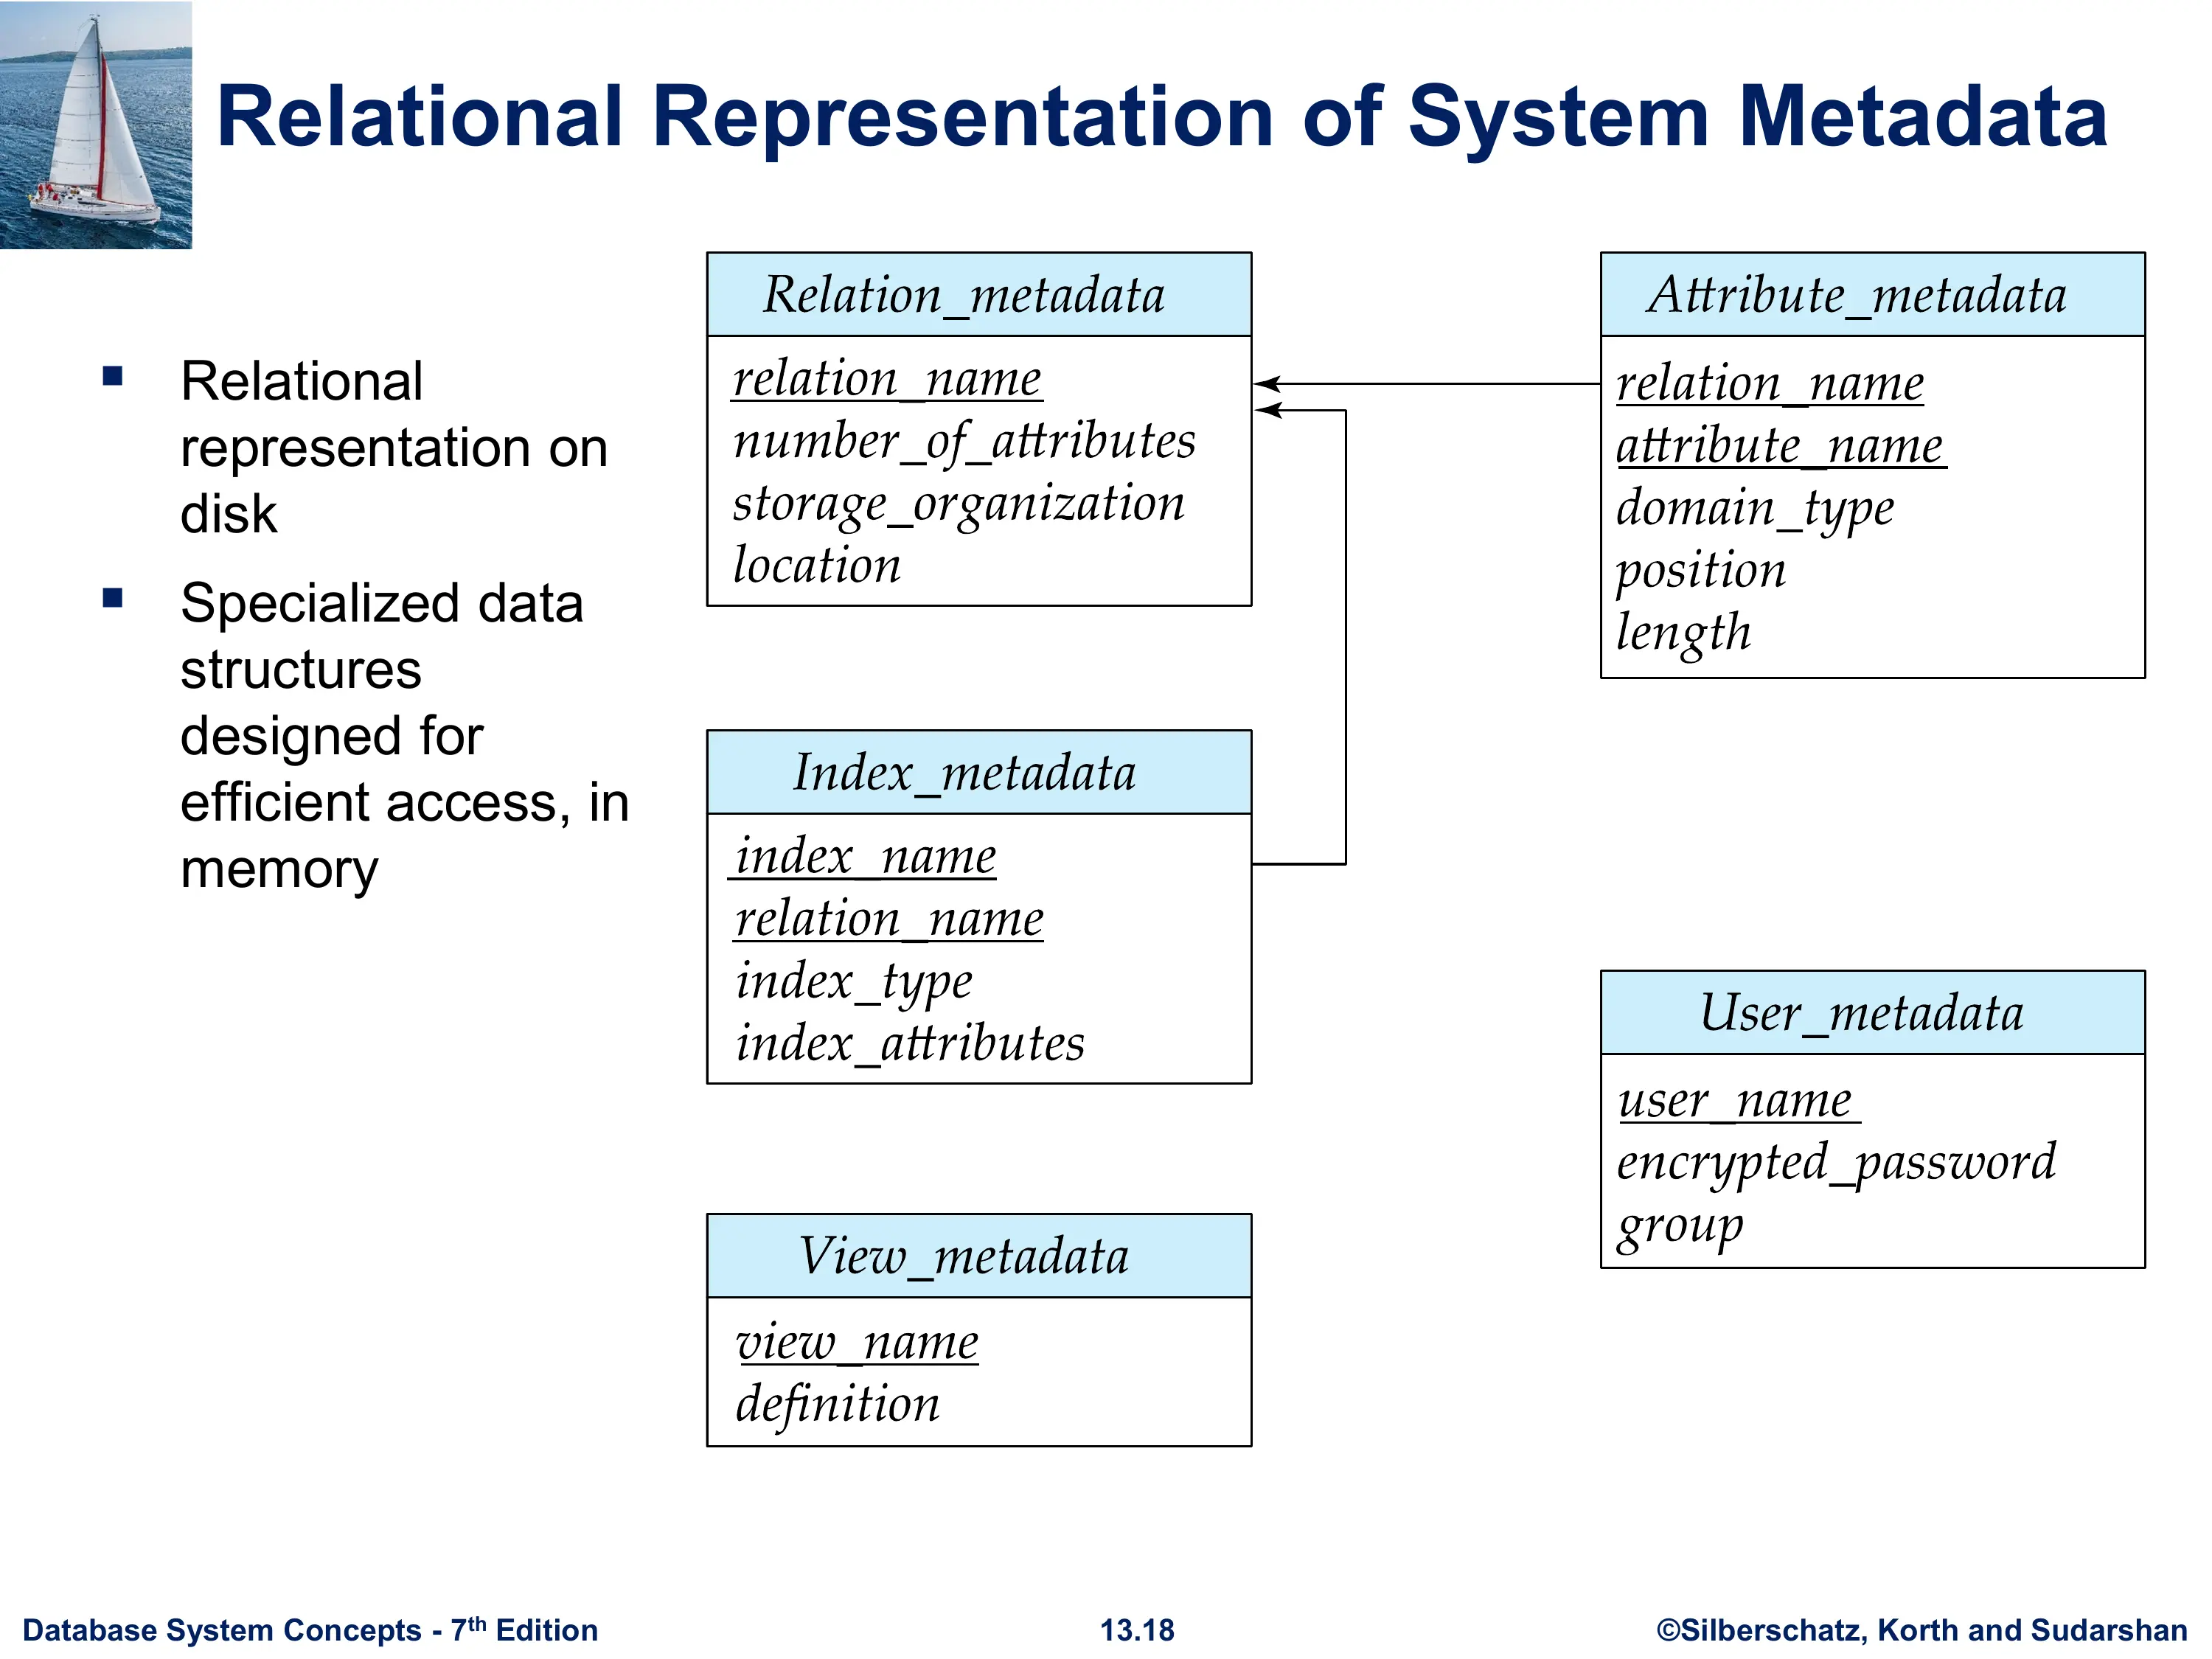 Relational Representation of System Metadata
▪ Relational
representation on
disk
▪ Specialized data
structures
designed for
efficient access, in
memory
Relation_metadata
relation_name
number_of_attributes
storage_organization
location
Attribute_metadata
relation_name
attribute_name
domain_type
position
length
Index_metadata
index_name
relation_name
index_type
index_attributes
User_metadata
user_name
encrypted_password
group
View_metadata
view_name
definition
Database System Concepts - 7th Edition
13.18
©Silberschatz, Korth and Sudarshan